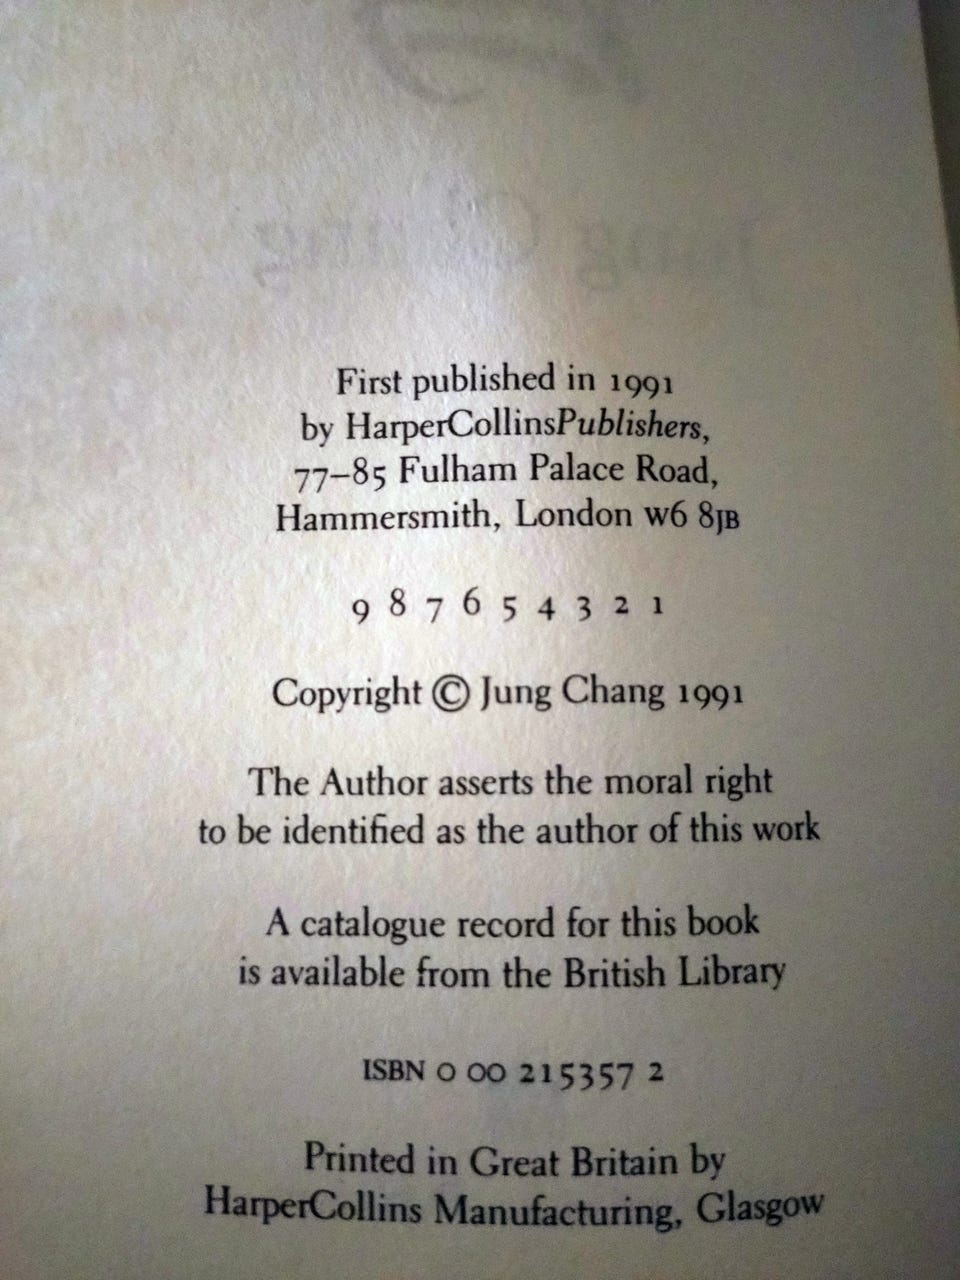 First published in 1991
by HarperCollinsPublishers,
77–85 Fulham Palace Road,
Hammersmith, London W6 8JB
9 8 7 6 5 4 3 2 1
Copyright © Jung Chang 1991
The Author asserts the moral right
to be identified as the author of this work
A catalogue record for this book
is available from the British Library
ISBN 0 00 215357 2
Printed in Great Britain by
HarperCollins Manufacturing, Glasgow